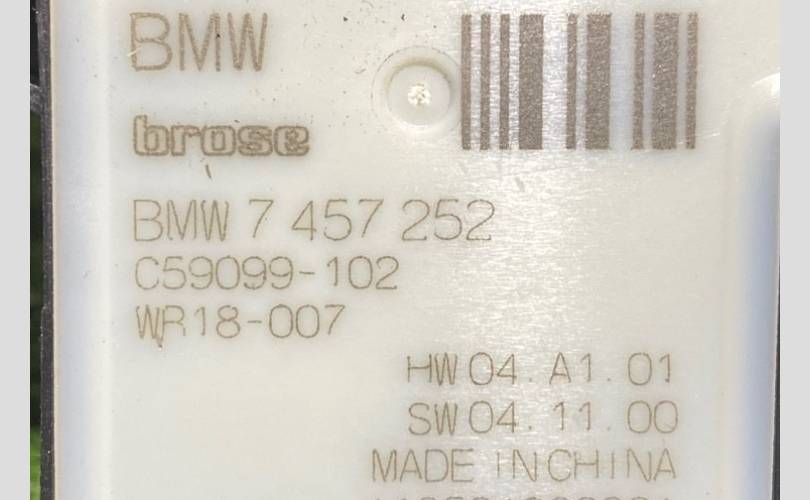 BMW
brose
BMW 7 457 252
C59099-102
WR18-007
HW 04. A1. 01
SW 04. 11. 00
MADE IN CHINA